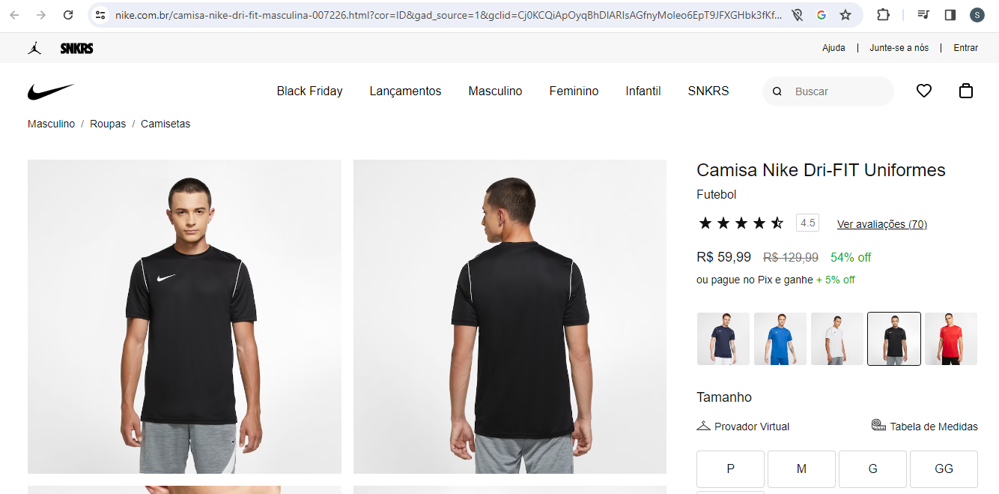 nike.com.br/camisa-nike-dri-fit-masculina-007226.html?cor=ID&gad_source=1&gclid=Cj0KCQiApOyqBhDlARIsAGfnyMoleo6EpT9JFXGHbk3fKf...
S
SNKRS
Ajuda | Junte-se a nós | Entrar
Black Friday Lançamentos Masculino Feminino Infantil SNKRS Buscar
Masculino / Roupas / Camisetas
Camisa Nike Dri-FIT Uniformes
Futebol
4.5 Ver avaliações (70)
R$ 59,99 R$ 129,99 54% off
ou pague no Pix e ganhe + 5% off
Tamanho
Provador Virtual Tabela de Medidas
P M G GG